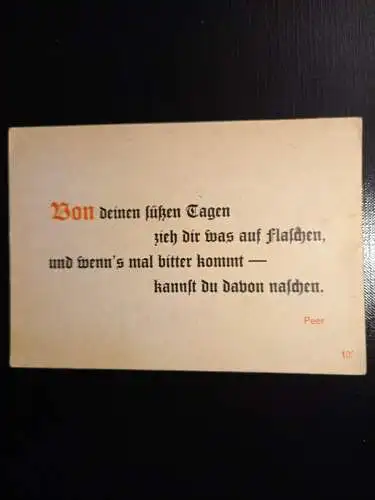 Von deinen süßen Tagen
zieh dir was auf Flaschen,
und wenn's mal bitter kommt —
kannst du davon naschen.
Peer